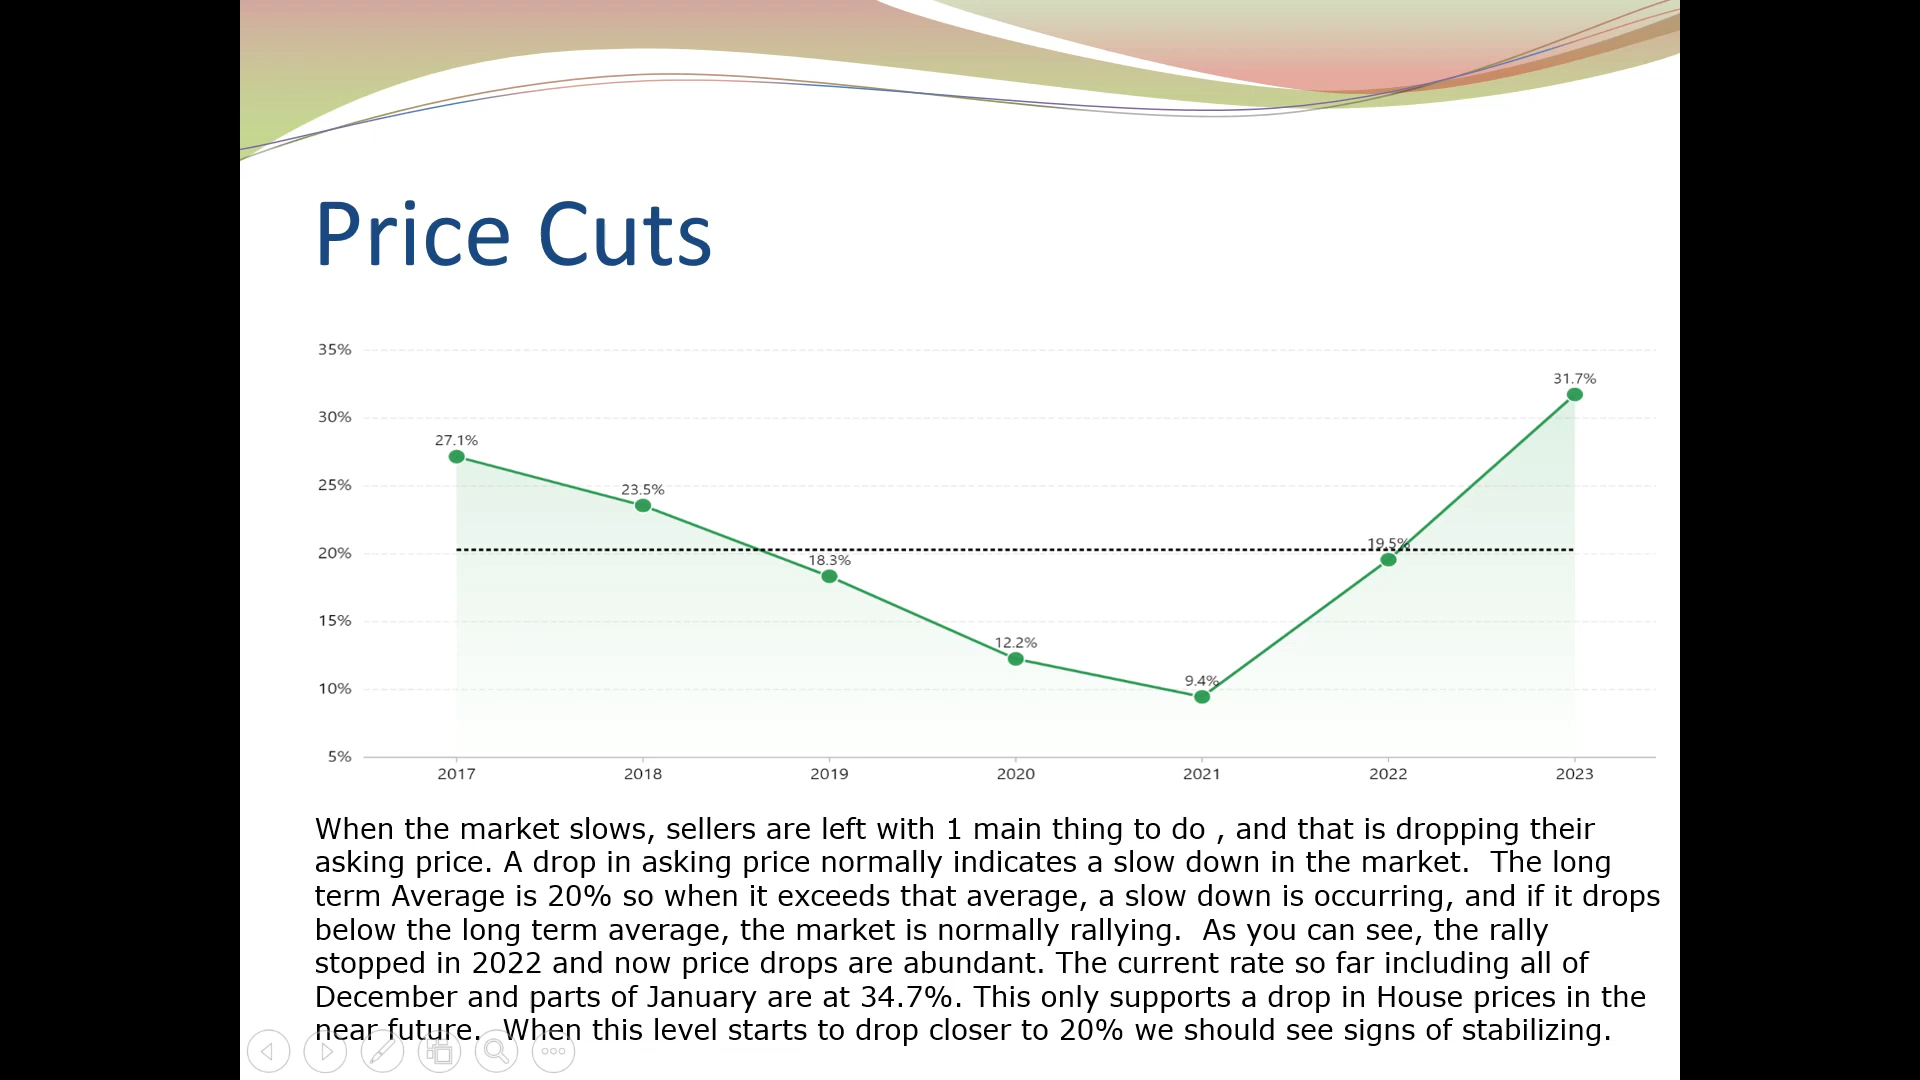 Price Cuts
35%
31.7%
30%
27.1%
25%
23.5%
20%
19.5%
18.3%
15%
12.2%
10%
9.4%
5%
2017 2018 2019 2020 2021 2022 2023
When the market slows, sellers are left with 1 main thing to do , and that is dropping their
asking price. A drop in asking price normally indicates a slow down in the market.  The long
term Average is 20% so when it exceeds that average, a slow down is occurring, and if it drops
below the long term average, the market is normally rallying.  As you can see, the rally
stopped in 2022 and now price drops are abundant. The current rate so far including all of
December and parts of January are at 34.7%. This only supports a drop in House prices in the
near future.  When this level starts to drop closer to 20% we should see signs of stabilizing.